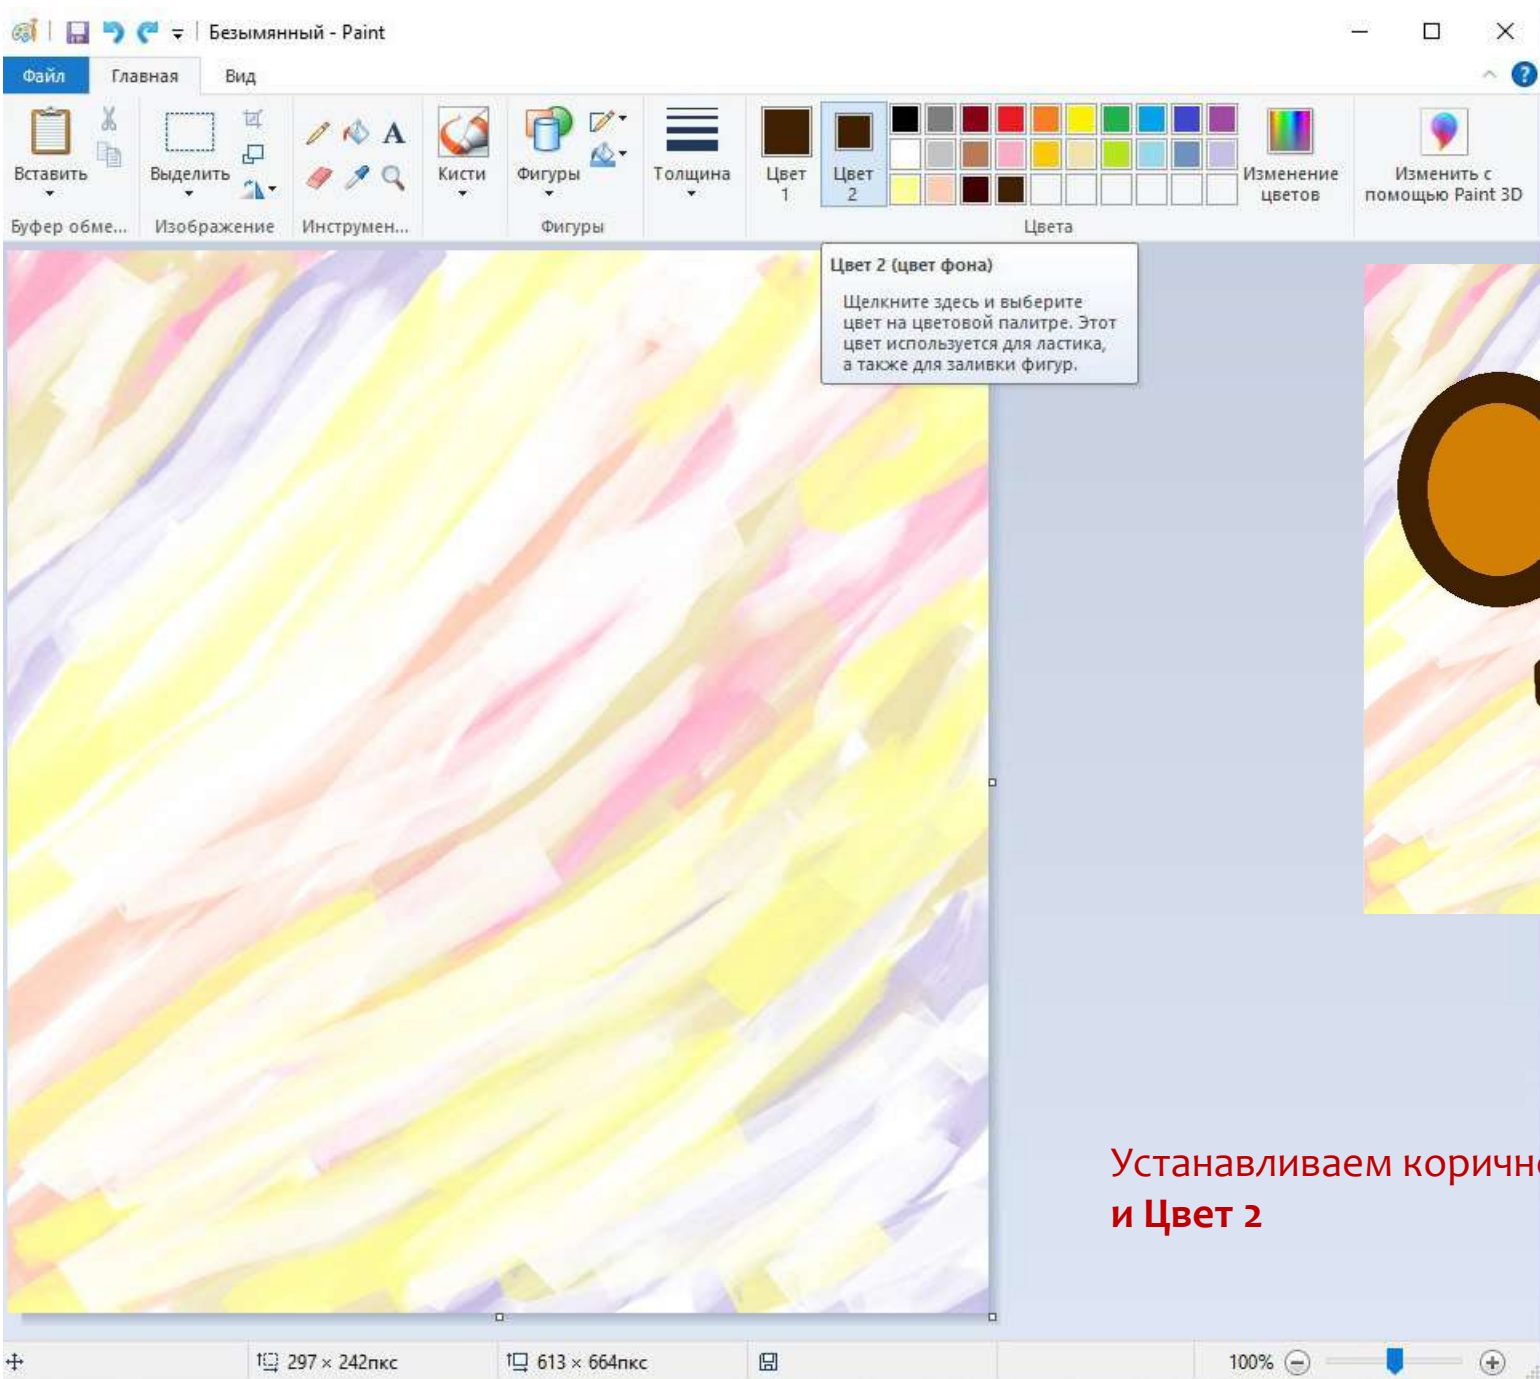 Безымянный - Paint
Файл Главная Вид
Вставить
Буфер обме...
Выделить
Изображение
A
Инструмен...
Кисти
Фигуры
Фигуры
Толщина
Цвет
1
Цвет
2
Изменение
цветов
Цвета
Изменить с
помощью Paint 3D
Цвет 2 (цвет фона)
Щелкните здесь и выберите
цвет на цветовой палитре. Этот
цвет используется для ластика,
а также для заливки фигур.
Устанавливаем
и Цвет 2
297 × 242пкс 613 × 664пкс 100%